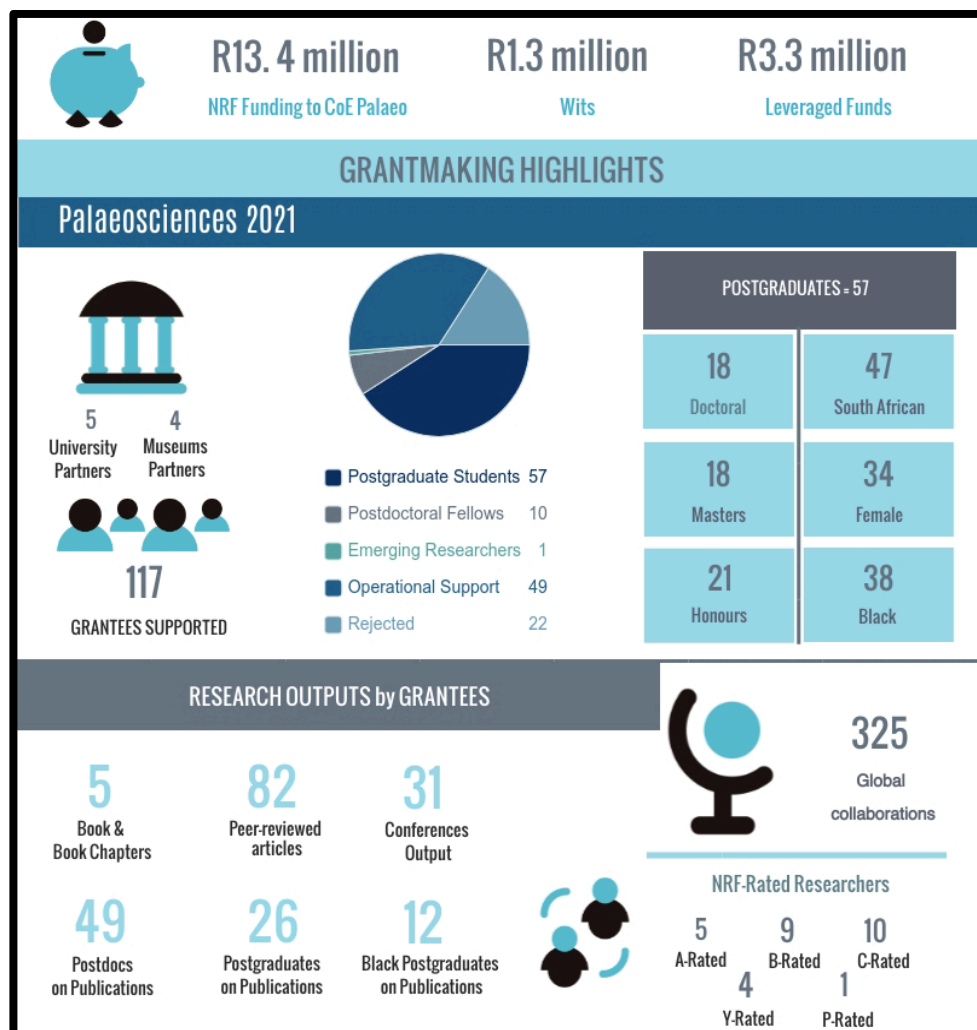 R13. 4 million
NRF Funding to CoE Palaeo
R1.3 million
Wits
R3.3 million
Leveraged Funds
GRANTMAKING HIGHLIGHTS
Palaeosciences 2021
5
University
Partners
4
Museums
Partners
117
GRANTEES SUPPORTED
Postgraduate Students 57
Postdoctoral Fellows 10
Emerging Researchers 1
Operational Support 49
Rejected 22
POSTGRADUATES = 57
18
Doctoral
47
South African
18
Masters
34
Female
21
Honours
38
Black
RESEARCH OUTPUTS by GRANTEES
5
Book &
Book Chapters
82
Peer-reviewed
articles
31
Conferences
Output
49
Postdocs
on Publications
26
Postgraduates
on Publications
12
Black Postgraduates
on Publications
325
Global
collaborations
NRF-Rated Researchers
5
A-Rated
9
B-Rated
10
C-Rated
4
Y-Rated
1
P-Rated